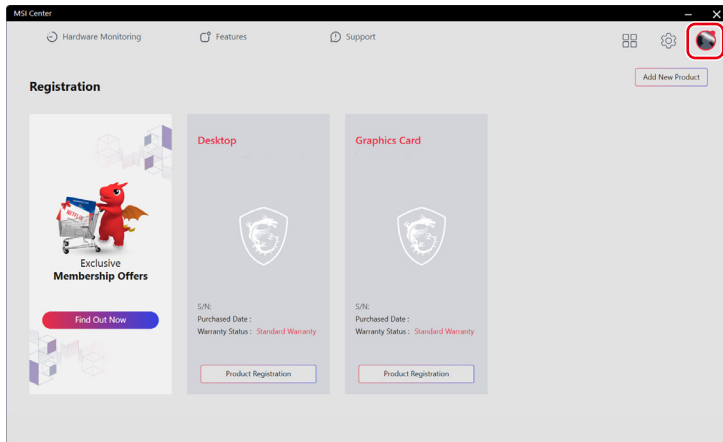 MSI Center
Hardware Monitoring
Features
Support
Add New Product
Registration
Desktop
Graphics Card
NETFLIX
Exclusive
Membership Offers
Find Out Now
S/N:
Purchased Date :
Warranty Status : Standard Warranty
Product Registration
S/N:
Purchased Date :
Warranty Status : Standard Warranty
Product Registration